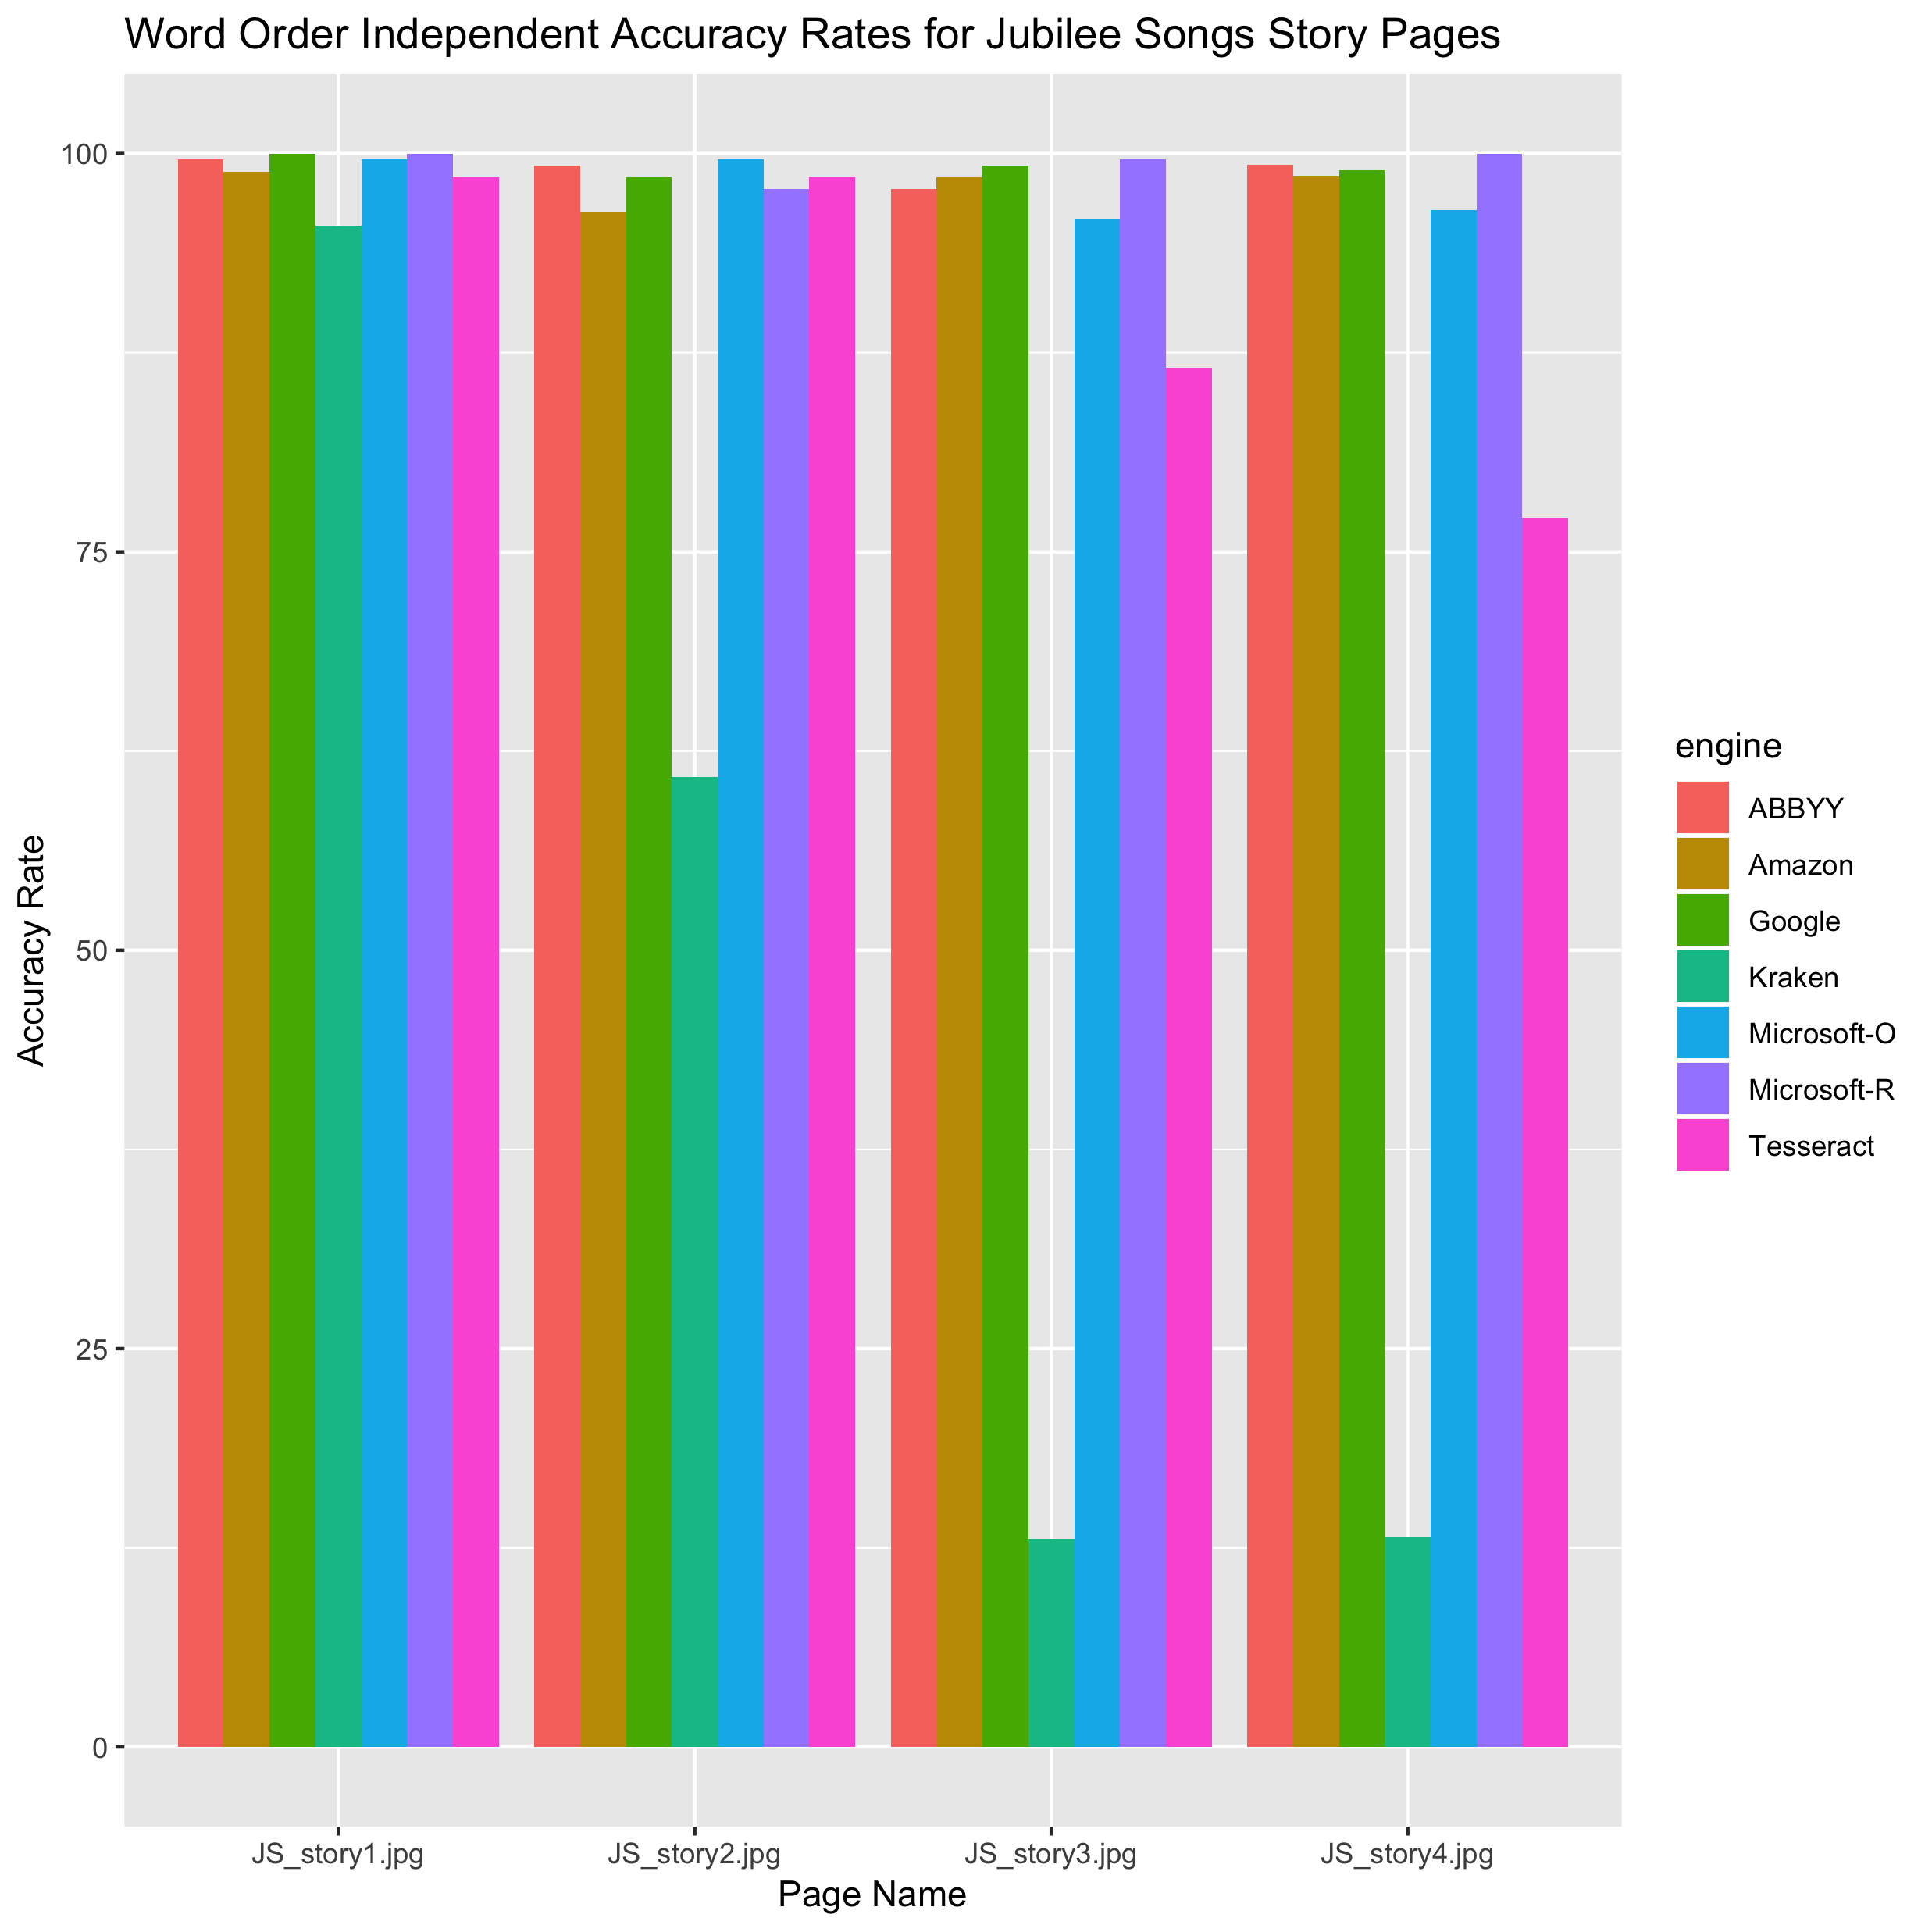 Word Order Independent Accuracy Rates for Jubilee Songs Story Pages
100
75
50
25
0
Accuracy Rate
JS_story1.jpg
JS_story2.jpg
JS_story3.jpg
JS_story4.jpg
Page Name
engine
ABBYY
Amazon
Google
Kraken
Microsoft-O
Microsoft-R
Tesseract